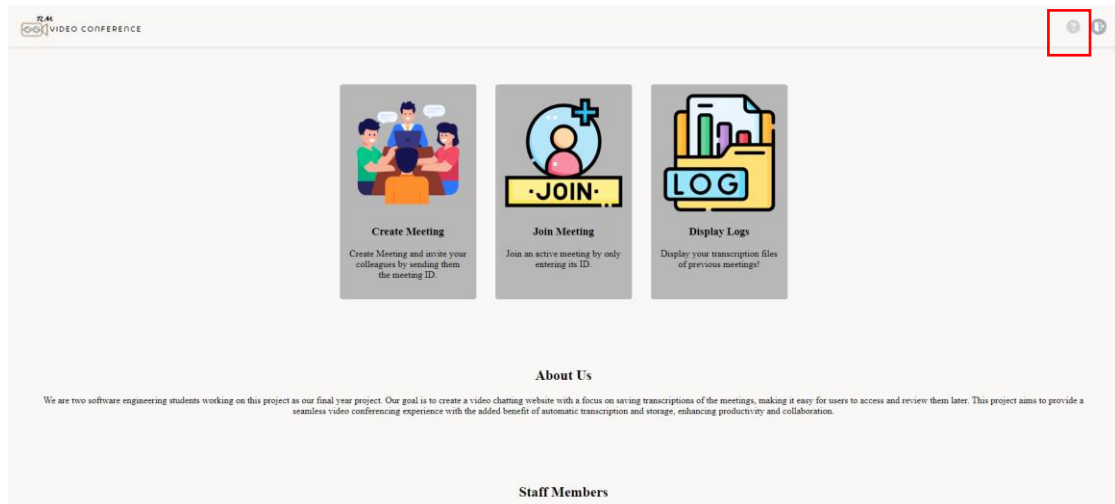 RM
VIDEO CONFERENCE
?
·JOIN·
LOG
Create Meeting
Create Meeting and invite your
colleagues by sending them
the meeting ID.
Join Meeting
Join an active meeting by only
entering its ID.
Display Logs
Display your transcription files
of previous meetings!
About Us
We are two software engineering students working on this project as our final year project. Our goal is to create a video chatting website with a focus on saving transcriptions of the meetings, making it easy for users to access and review them later. This project aims to provide a
seamless video conferencing experience with the added benefit of automatic transcription and storage, enhancing productivity and collaboration.
Staff Members